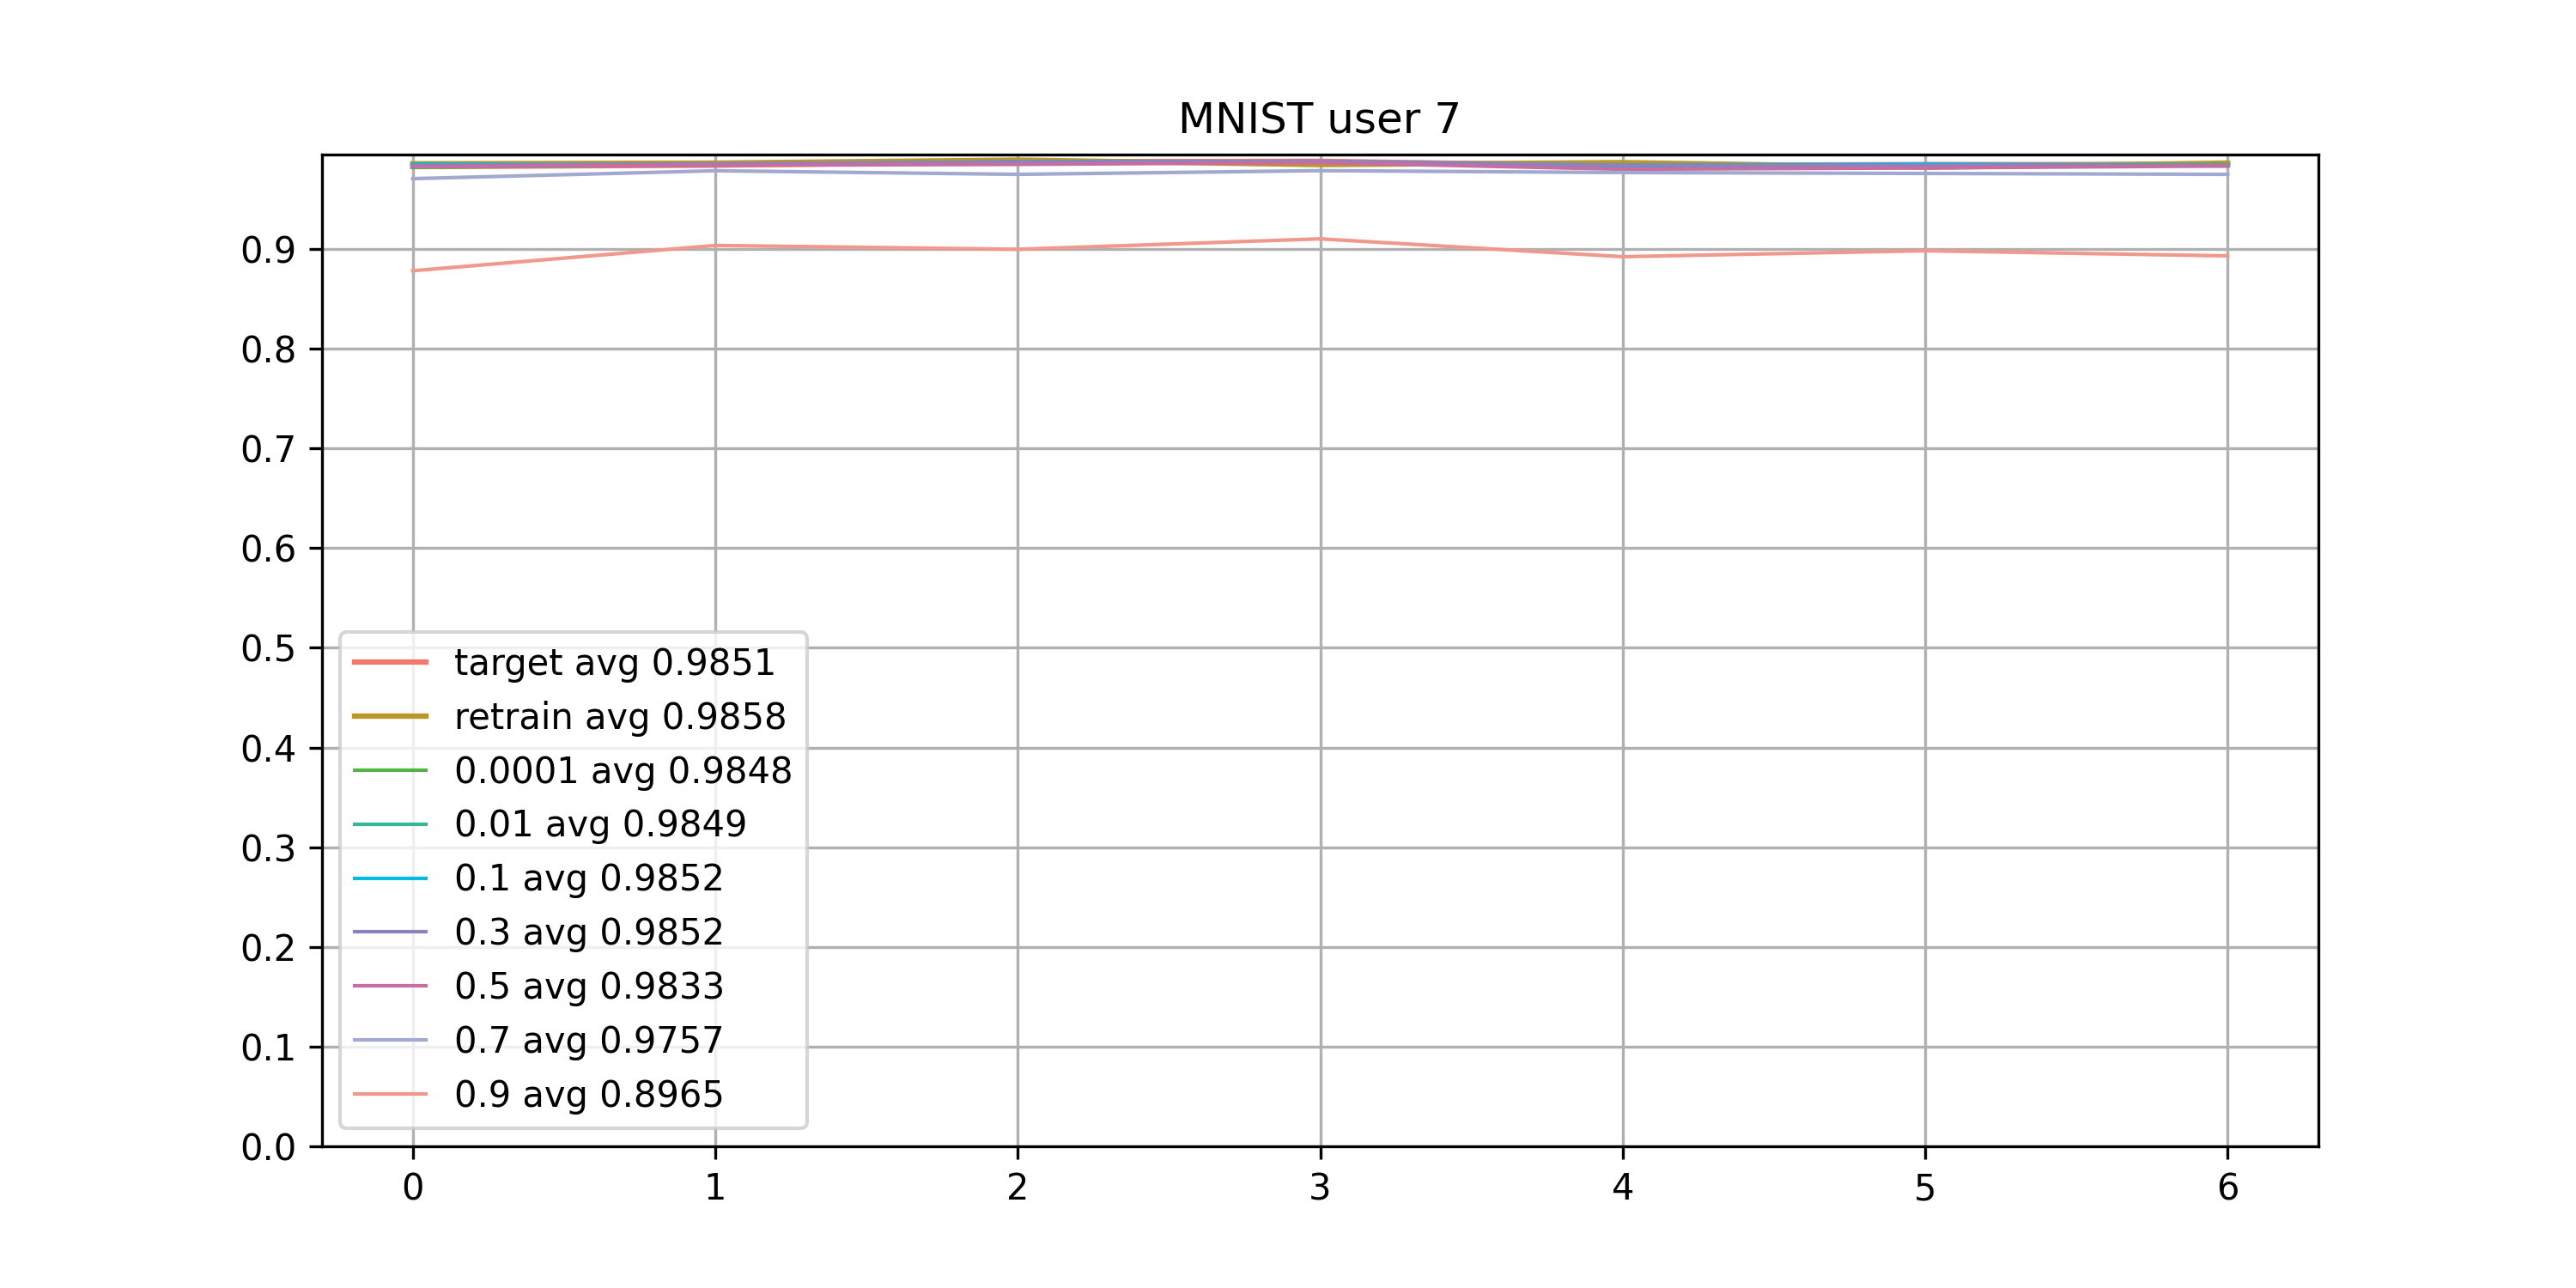 MNIST user 7
0.9
0.8
0.7
0.6
0.5
0.4
0.3
0.2
0.1
0.0
target avg 0.9851
retrain avg 0.9858
0.0001 avg 0.9848
0.01 avg 0.9849
0.1 avg 0.9852
0.3 avg 0.9852
0.5 avg 0.9833
0.7 avg 0.9757
0.9 avg 0.8965
0 1 2 3 4 5 6